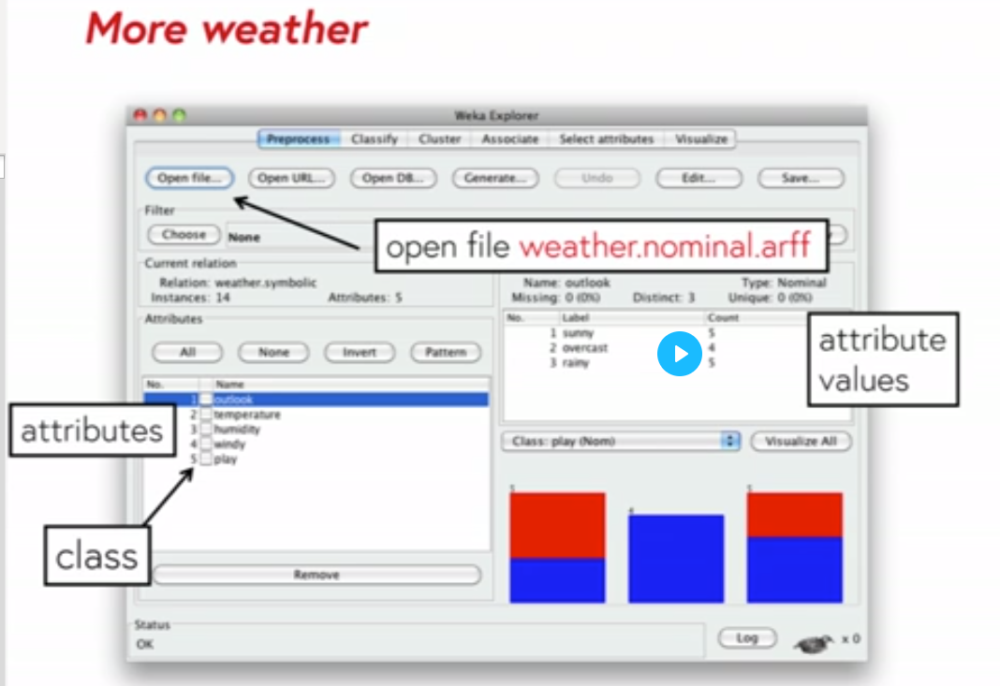 More weather
Weka Explorer
Preprocess Classify Cluster Associate Select attributes Visualize
Open file... Open URL... Open DB... Generate... Undo Edit... Save...
Filter
Choose None
open file weather.nominal.arff
Current relation
Relation: weather.symbolic
Instances: 14 Attributes: 5
Name: outlook Type: Nominal
Missing: 0 (0%) Distinct: 3 Unique: 0 (0%)
No. Label Count
1 sunny 5
2 overcast 4
3 rainy 5
attribute
values
Attributes
All None Invert Pattern
No. Name
1 outlook
2 temperature
3 humidity
4 windy
5 play
attributes
class
Remove
Class: play (Nom) Visualize All
5 4 5
Status
OK
Log x 0